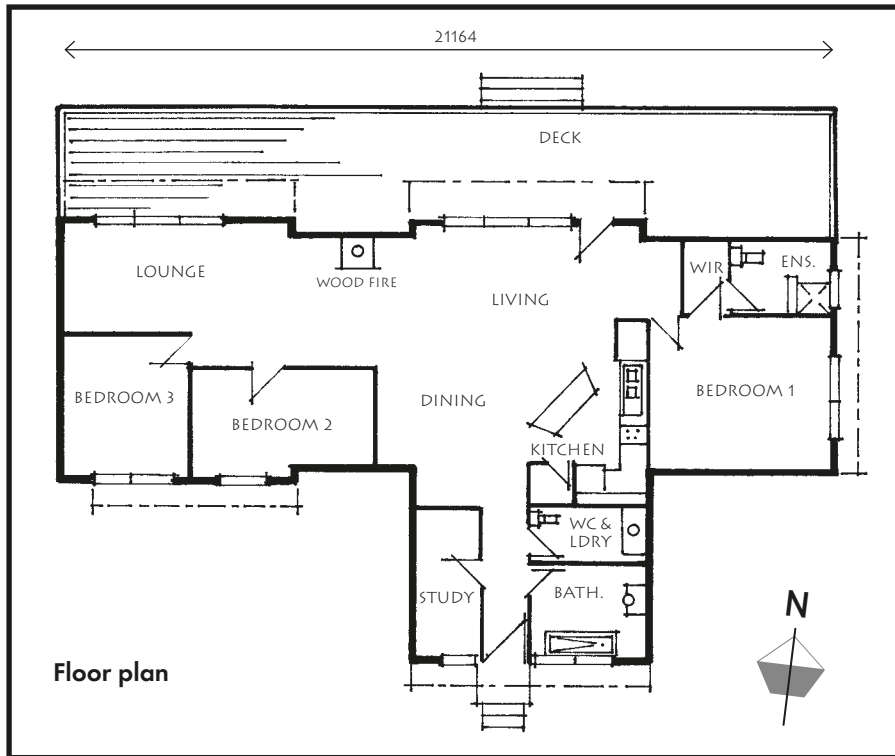 21164
DECK
LOUNGE
WOOD FIRE
LIVING
WIR
ENS.
BEDROOM 3
BEDROOM 2
DINING
BEDROOM 1
KITCHEN
WC &
LDRY
STUDY
BATH.
N
Floor plan